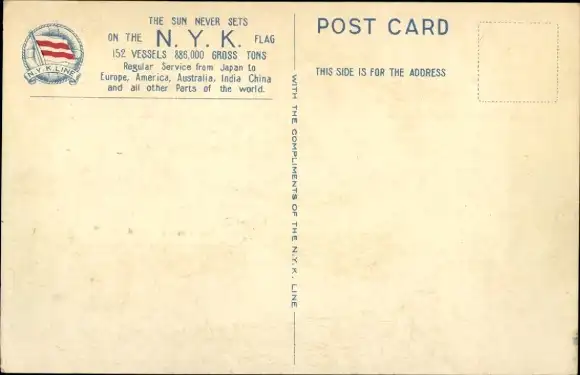 THE SUN NEVER SETS
ON THE N.Y.K. FLAG
152 VESSELS 886,000 GROSS TONS
Regular Service from Japan to
Europe, America, Australia, India China
and all other Ports of the world.
N.Y.K.LINE
WITH THE COMPLIMENTS OF THE N.Y.K. LINE
POST CARD
THIS SIDE IS FOR THE ADDRESS